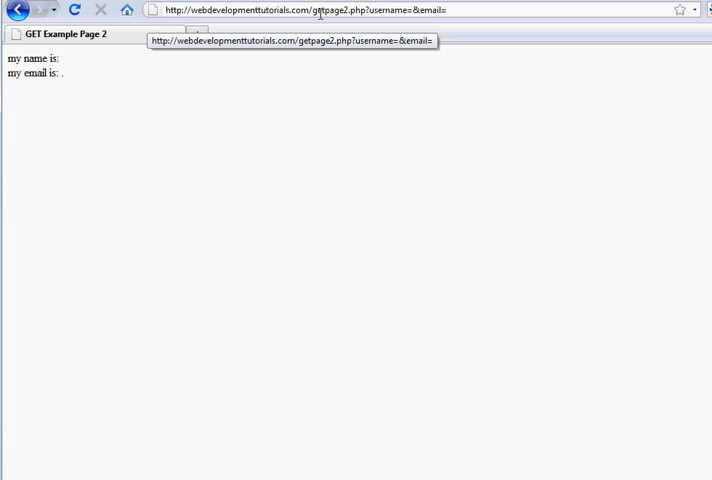 http://webdevelopmenttutorials.com/getpage2.php?username=&email=
GET Example Page 2
http://webdevelopmenttutorials.com/getpage2.php?username=&email=
my name is:
my email is: .